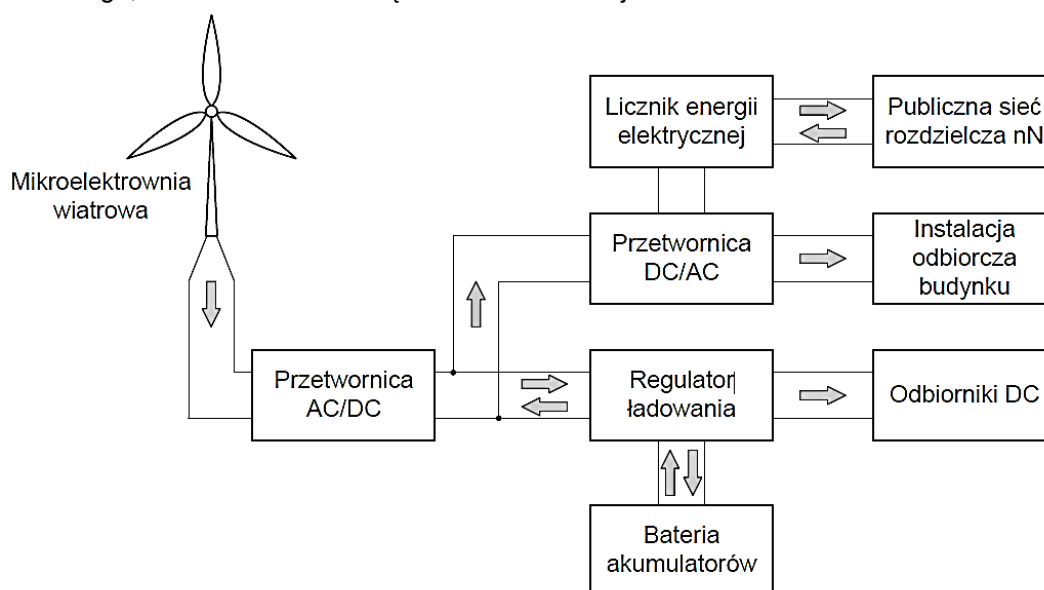 Mikroelektrownia
wiatrowa
Licznik energii
elektrycznej
Publiczna sieć
rozdzielcza nN
Przetwornica
DC/AC
Instalacja
odbiorcza
budynku
Przetwornica
AC/DC
Regulator
ładowania
Odbiorniki DC
Bateria
akumulatorów